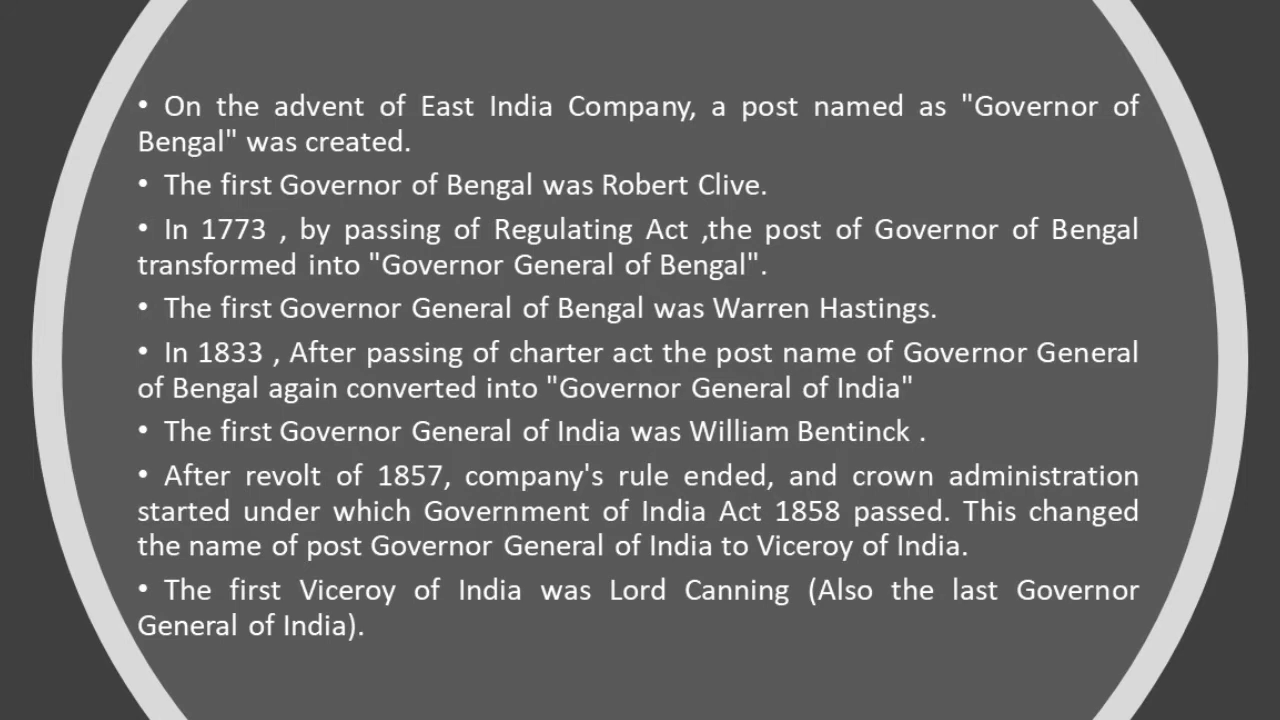 • On the advent of East India Company, a post named as "Governor of
Bengal" was created.
• The first Governor of Bengal was Robert Clive.
• In 1773 , by passing of Regulating Act ,the post of Governor of Bengal
transformed into "Governor General of Bengal".
• The first Governor General of Bengal was Warren Hastings.
• In 1833 , After passing of charter act the post name of Governor General
of Bengal again converted into "Governor General of India"
• The first Governor General of India was William Bentinck .
• After revolt of 1857, company's rule ended, and crown administration
started under which Government of India Act 1858 passed. This changed
the name of post Governor General of India to Viceroy of India.
• The first Viceroy of India was Lord Canning (Also the last Governor
General of India).